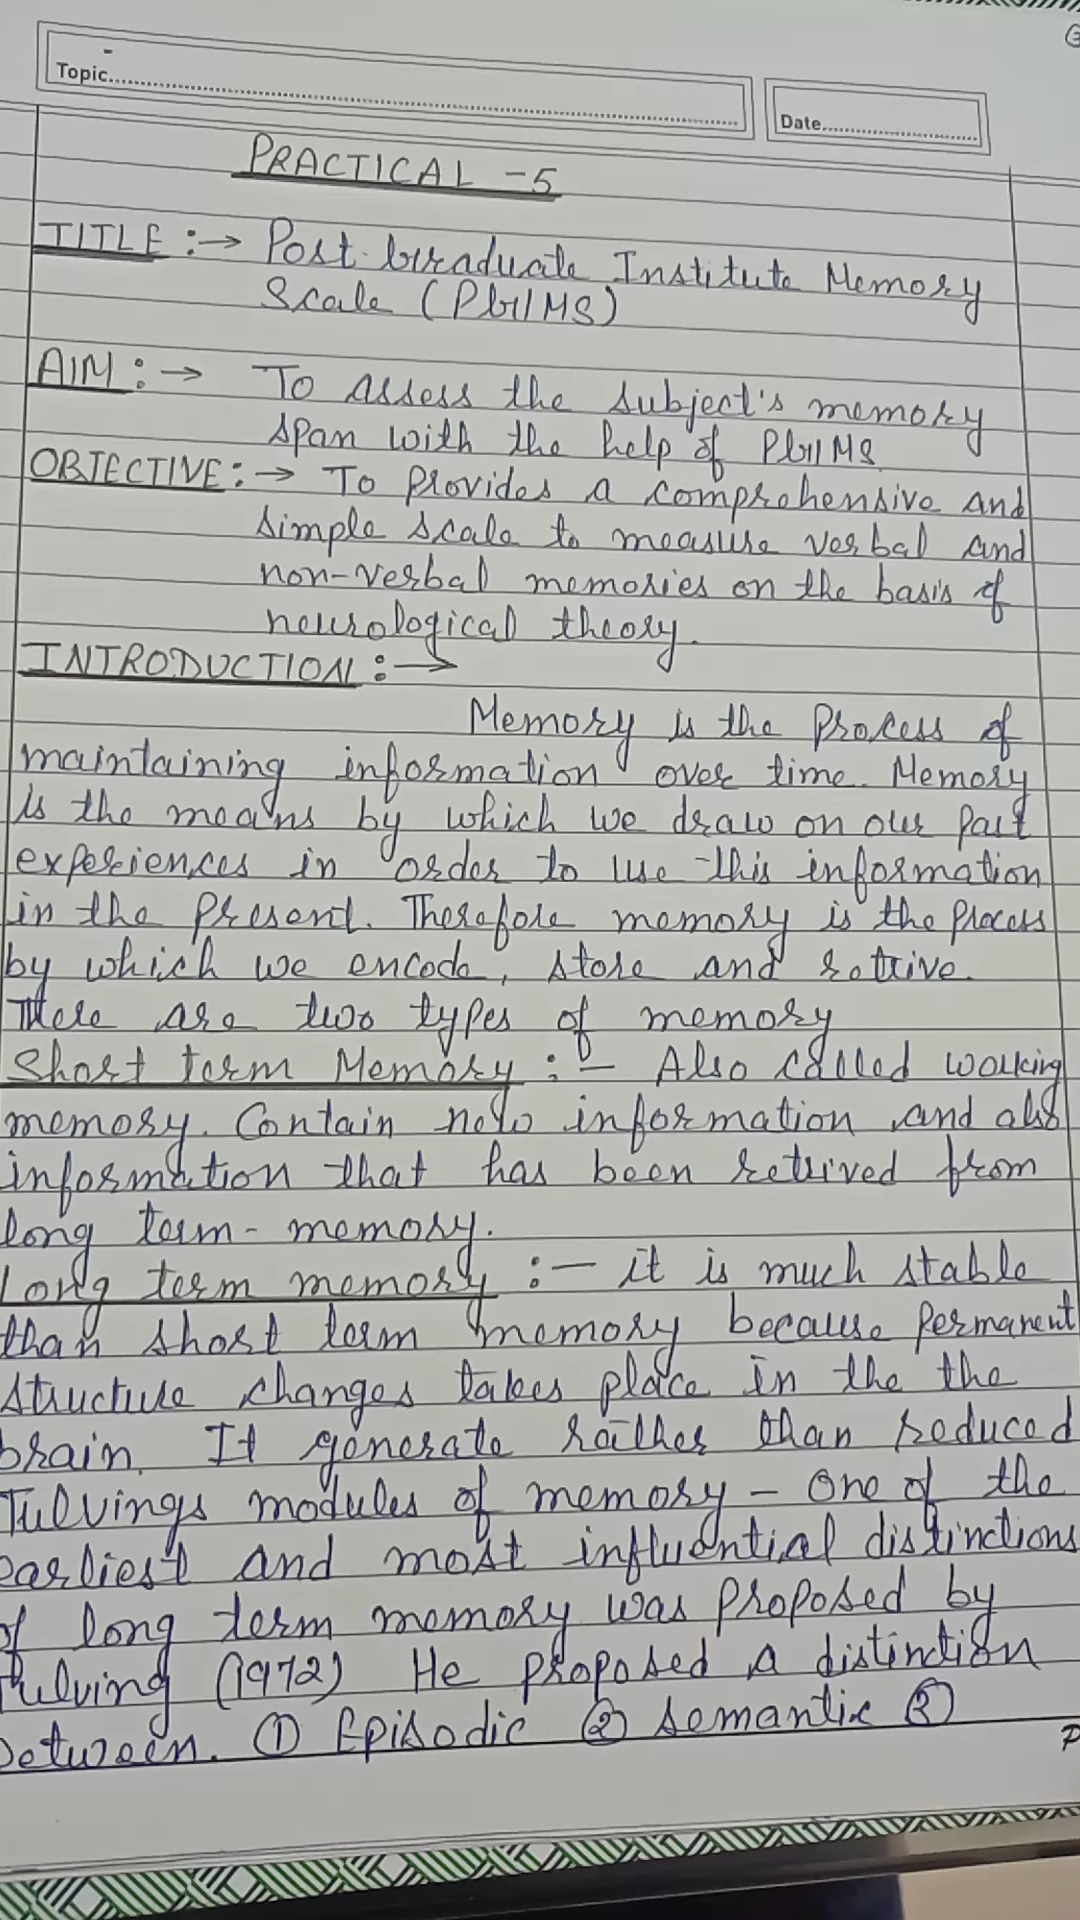 Topic
Date
PRACTICAL - 5
TITLE :→ Post Graduate Institute Memory
Scale (PGIMS)
AIM :→ To assess the subject's memory
span with the help of PGIMS
OBJECTIVE :→ To Provides a comprehensive and
simple scale to measure verbal and
non-verbal memories on the basis of
neurological theory.
INTRODUCTION :→
Memory is the Process of
maintaining information over time. Memory
is the means by which we draw on our Past
experiences in order to use this information
in the Present. Therefore memory is the Process
by which we encode, store and retrive.
There are two types of memory
Short term Memory :- Also called working
memory. Contain new information and also
information that has been retrived from
long term - memory.
Long term memory :- it is much stable
than short term memory because Permanent
structure changes takes place in the the
brain. It generate rather than reduced
Tulvings modules of memory - One of the
earliest and most influential distinctions
of long term memory was Proposed by
Tulving (1972) He proposed a distinction
between. ① Episodic ② Semantic ③
P